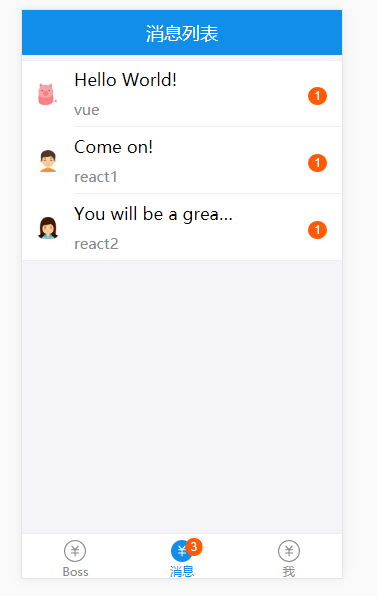 消息列表
Hello World!
1
vue
Come on!
1
react1
You will be a grea...
1
react2
¥
¥
3
¥
Boss
消息
我